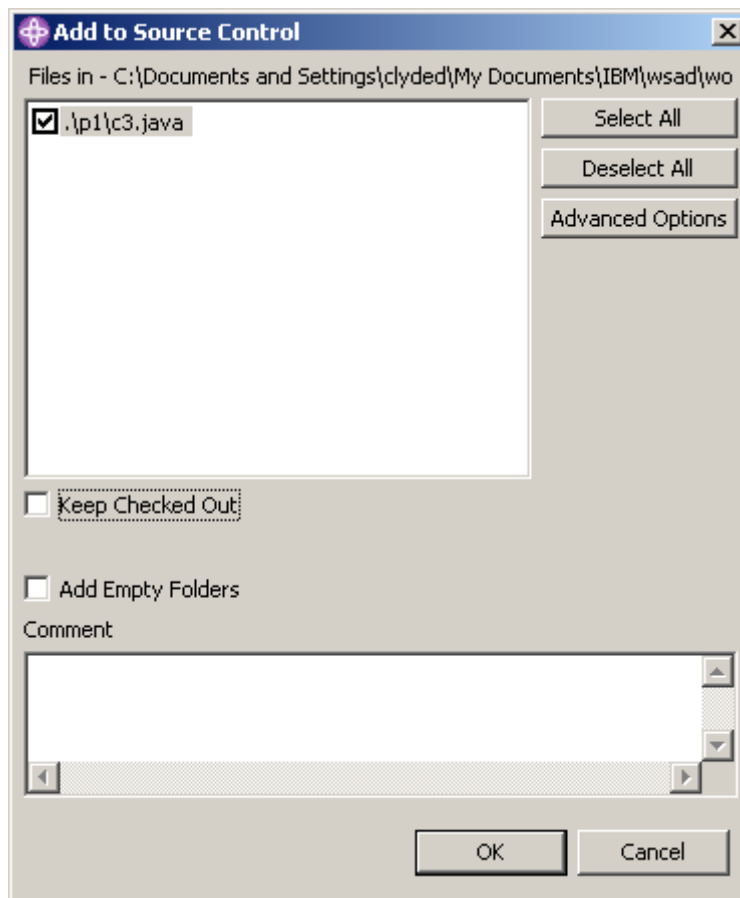 Add to Source Control
Files in - C:\Documents and Settings\clyded\My Documents\IBM\wsad\wo
.\p1\c3.java
Select All
Deselect All
Advanced Options
Keep Checked Out
Add Empty Folders
Comment
OK
Cancel